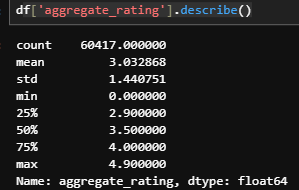 df['aggregate_rating'].describe()
count    60417.000000
mean         3.032868
std          1.440751
min          0.000000
25%          2.900000
50%          3.500000
75%          4.000000
max          4.900000
Name: aggregate_rating, dtype: float64